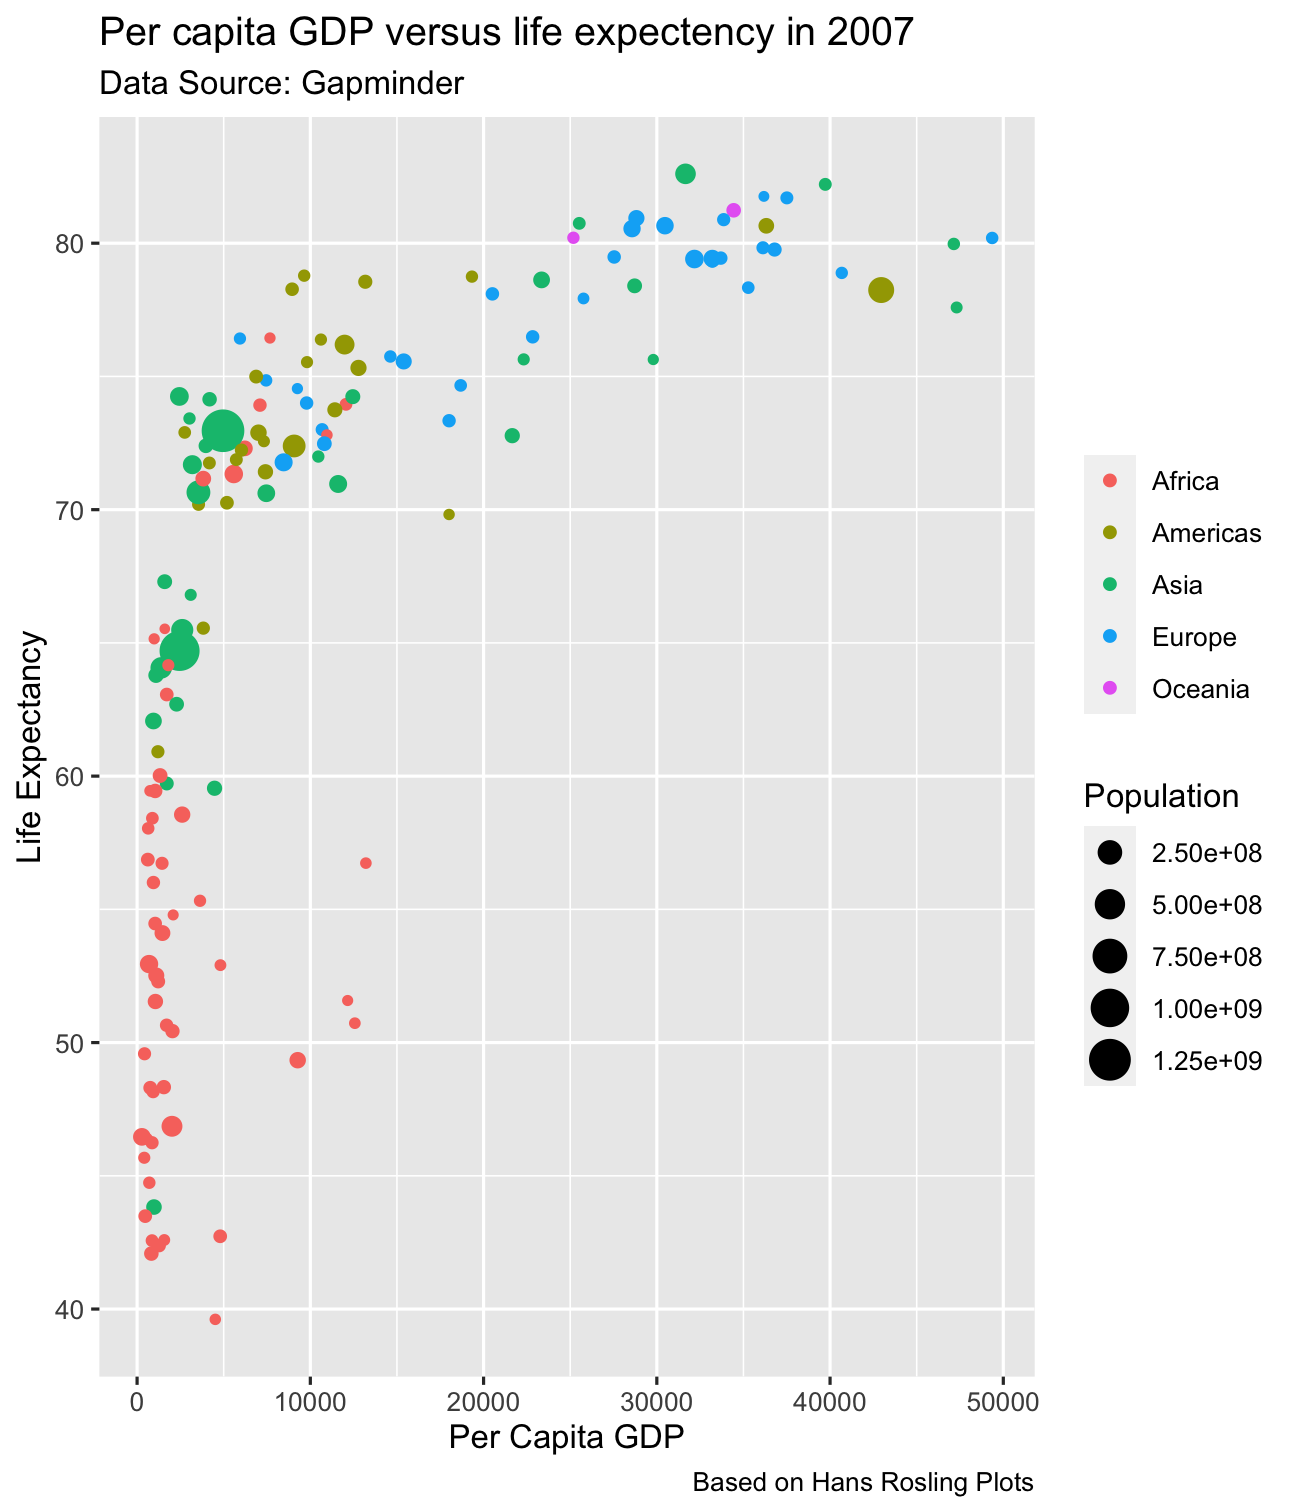 Per capita GDP versus life expectency in 2007
Data Source: Gapminder
80
70
60
50
40
Life Expectancy
0 10000 20000 30000 40000 50000
Per Capita GDP
Africa
Americas
Asia
Europe
Oceania
Population
2.50e+08
5.00e+08
7.50e+08
1.00e+09
1.25e+09
Based on Hans Rosling Plots